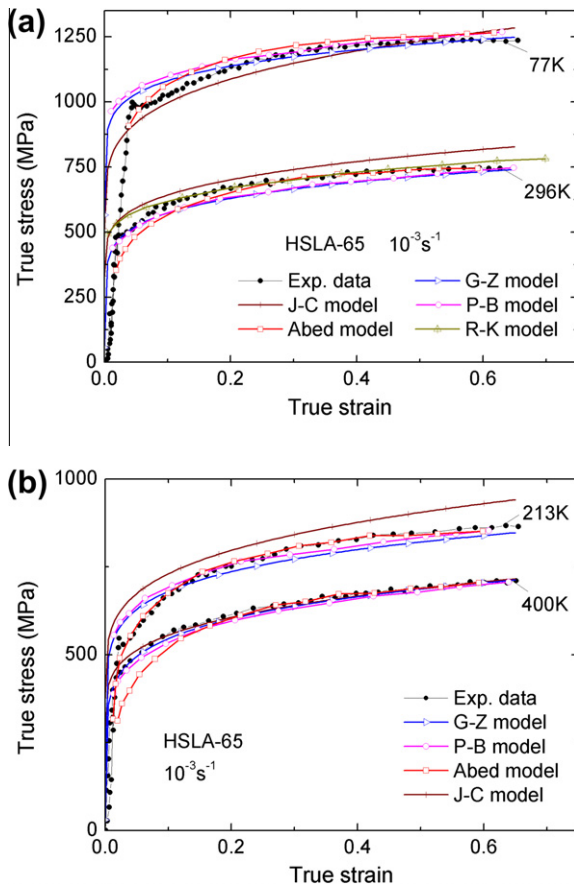 (a)
1250
1000
750
500
250
0
True stress (MPa)
77K
296K
HSLA-65 10⁻³s⁻¹
Exp. data
J-C model
Abed model
G-Z model
P-B model
R-K model
0.0 0.2 0.4 0.6
True strain
(b)
1000
500
0
True stress (MPa)
213K
400K
HSLA-65
10⁻³s⁻¹
Exp. data
G-Z model
P-B model
Abed model
J-C model
0.0 0.2 0.4 0.6
True strain